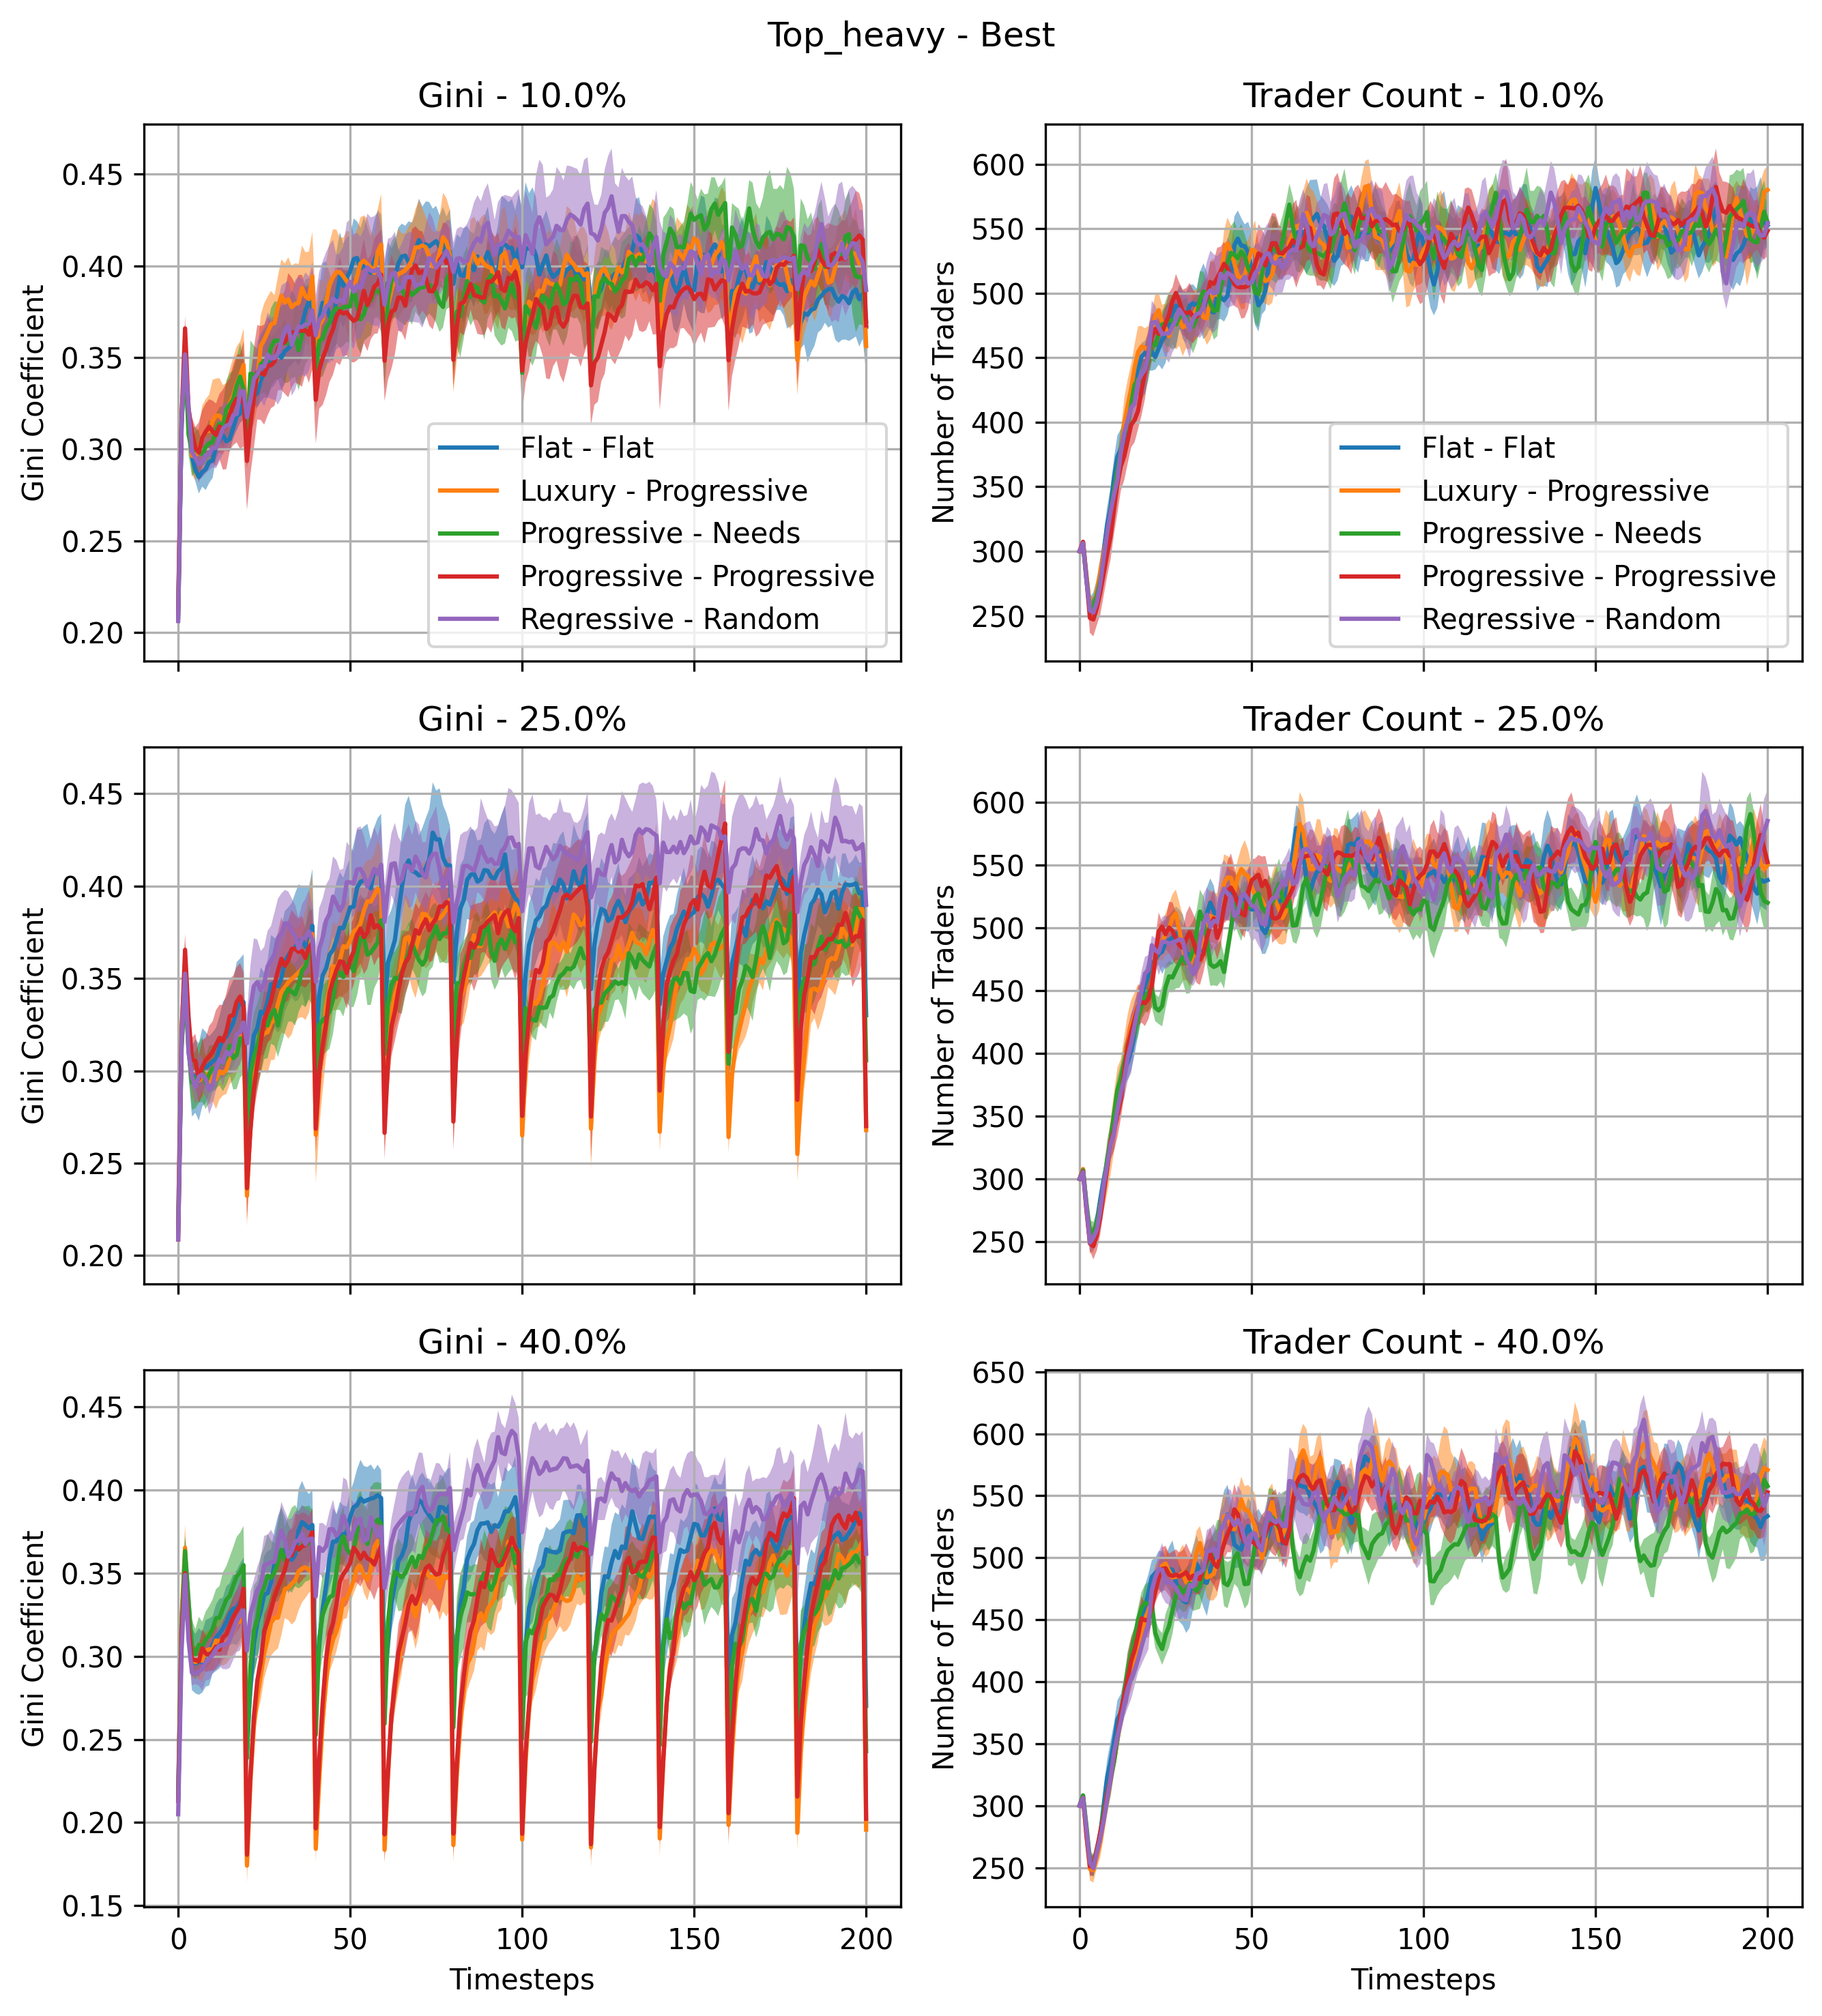 Top_heavy - Best
Gini - 10.0%
Gini Coefficient
0.45
0.40
0.35
0.30
0.25
0.20
Flat - Flat
Luxury - Progressive
Progressive - Needs
Progressive - Progressive
Regressive - Random
Trader Count - 10.0%
Number of Traders
600
550
500
450
400
350
300
250
Flat - Flat
Luxury - Progressive
Progressive - Needs
Progressive - Progressive
Regressive - Random
Gini - 25.0%
Gini Coefficient
0.45
0.40
0.35
0.30
0.25
0.20
Trader Count - 25.0%
Number of Traders
600
550
500
450
400
350
300
250
Gini - 40.0%
Gini Coefficient
0.45
0.40
0.35
0.30
0.25
0.20
0.15
0 50 100 150 200
Timesteps
Trader Count - 40.0%
Number of Traders
650
600
550
500
450
400
350
300
250
0 50 100 150 200
Timesteps